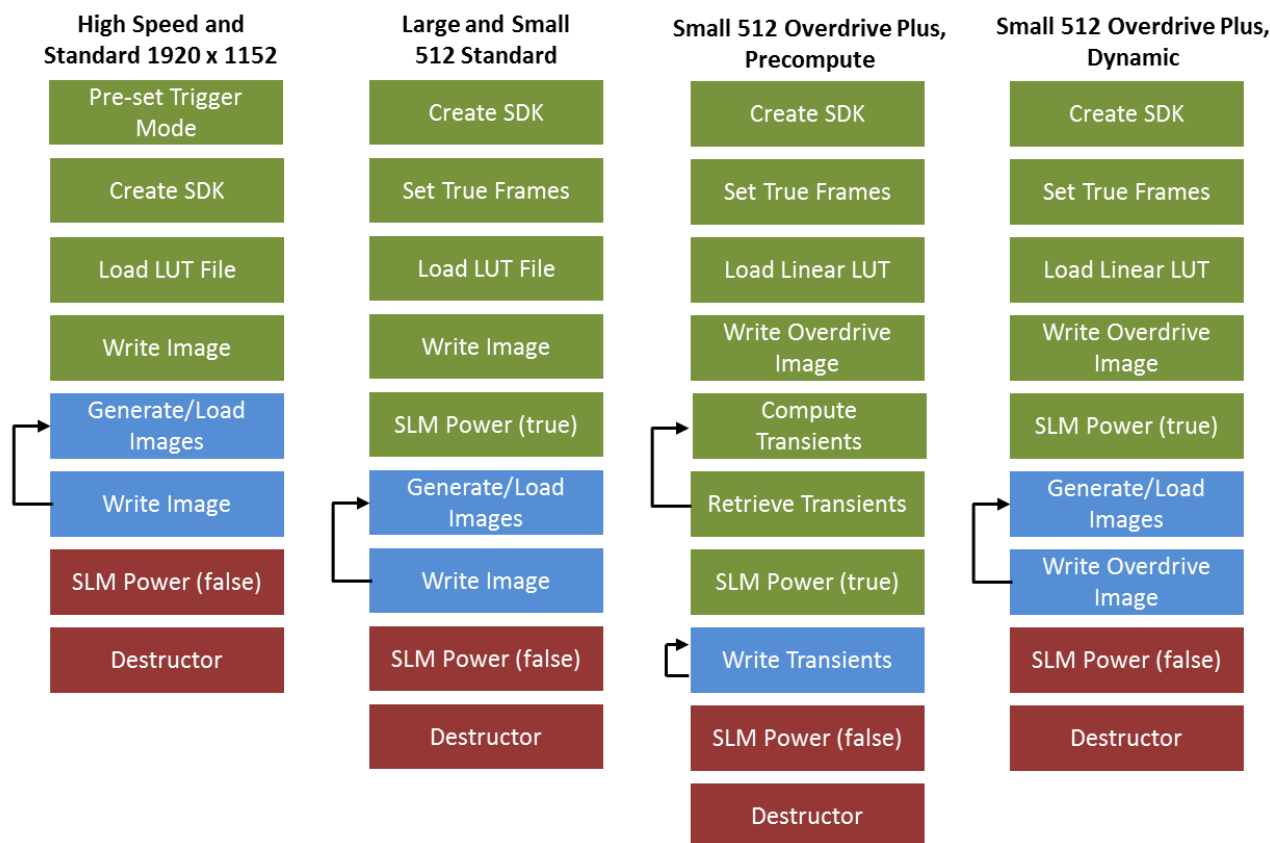 High Speed and
Standard 1920 x 1152
Pre-set Trigger
Mode
Create SDK
Load LUT File
Write Image
Generate/Load
Images
Write Image
SLM Power (false)
Destructor
Large and Small
512 Standard
Create SDK
Set True Frames
Load LUT File
Write Image
SLM Power (true)
Generate/Load
Images
Write Image
SLM Power (false)
Destructor
Small 512 Overdrive Plus,
Precompute
Create SDK
Set True Frames
Load Linear LUT
Write Overdrive
Image
Compute
Transients
Retrieve Transients
SLM Power (true)
Write Transients
SLM Power (false)
Destructor
Small 512 Overdrive Plus,
Dynamic
Create SDK
Set True Frames
Load Linear LUT
Write Overdrive
Image
SLM Power (true)
Generate/Load
Images
Write Overdrive
Image
SLM Power (false)
Destructor